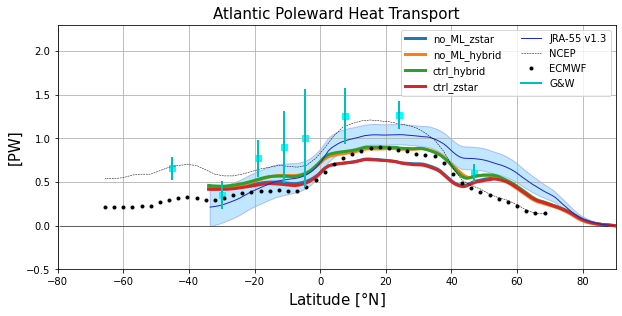 Atlantic Poleward Heat Transport
no_ML_zstar
no_ML_hybrid
ctrl_hybrid
ctrl_zstar
JRA-55 v1.3
NCEP
ECMWF
G&W
[PW]
2.0
1.5
1.0
0.5
0.0
−0.5
−80 −60 −40 −20 0 20 40 60 80
Latitude [°N]